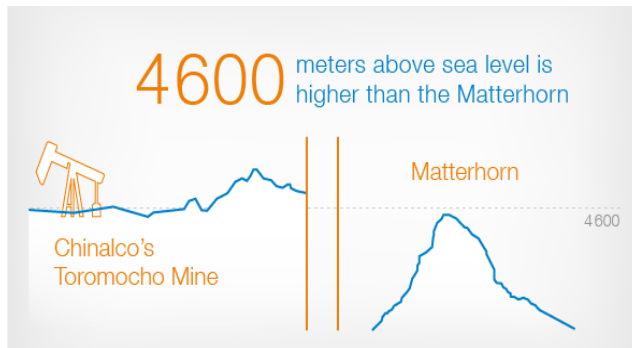 4600 meters above sea level is
higher than the Matterhorn
Matterhorn
4600
Chinalco's
Toromocho Mine